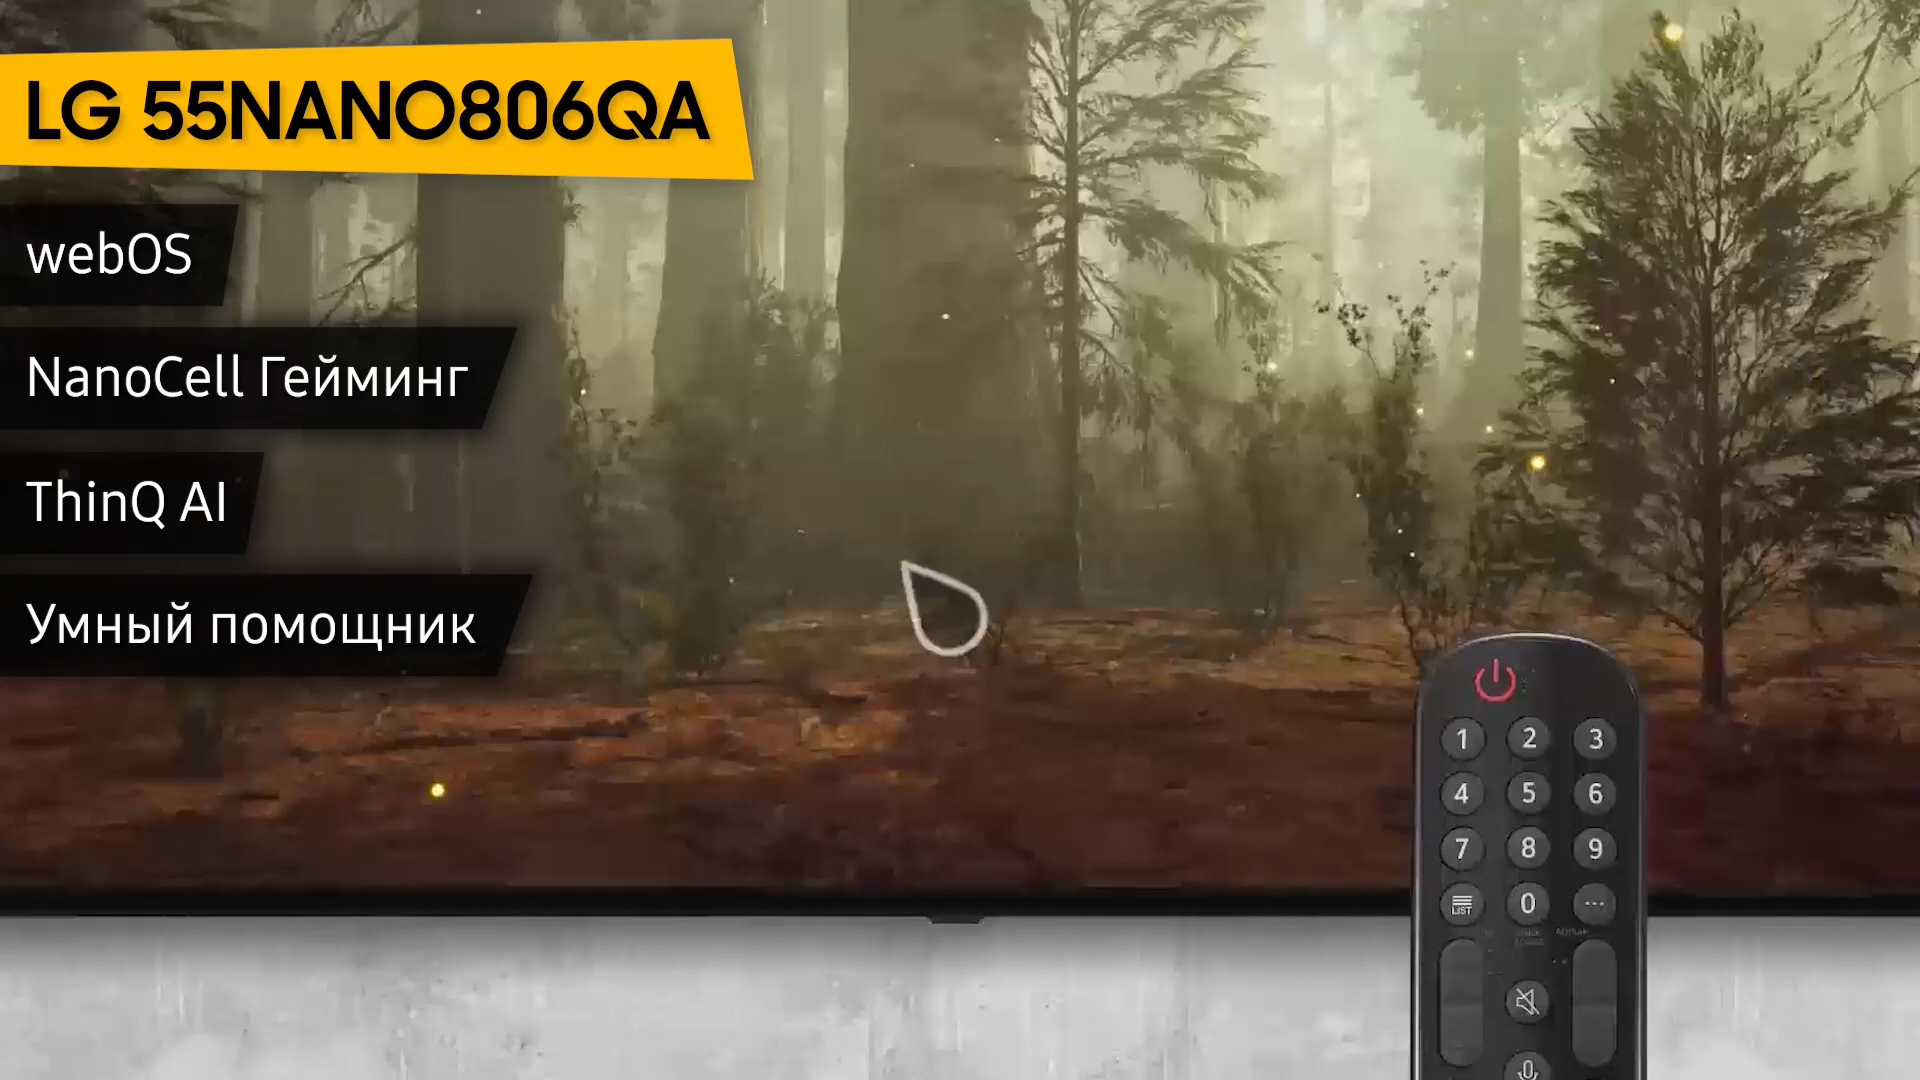 LG 55NANO806QA
webOS
NanoCell Гейминг
ThinQ AI
Умный помощник
1 2 3
4 5 6
7 8 9
LIST 0 ...